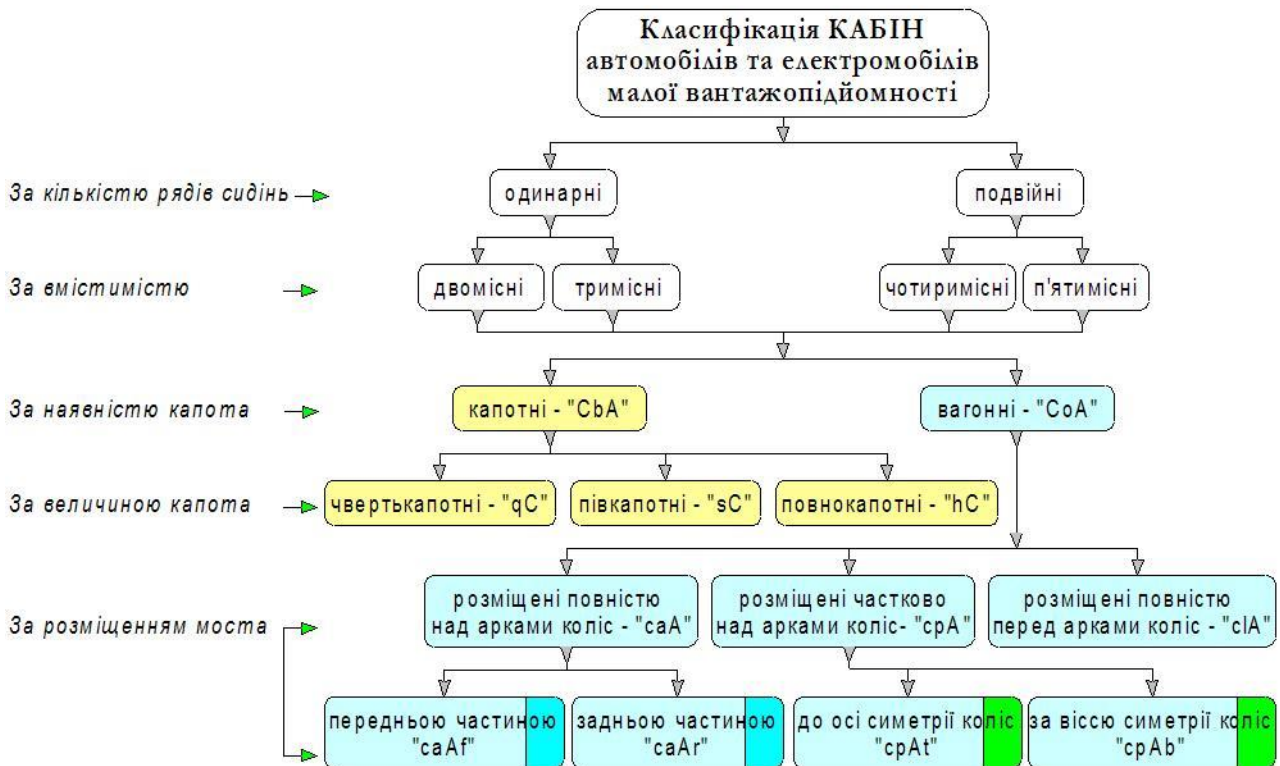 Класифікація КАБІН
автомобілів та електромобілів
малої вантажопідйомності
За кількістю рядів сидінь
одинарні
подвійні
За вмістимістю
двомісні
тримісні
чотиримісні
п'ятимісні
За наявністю капота
капотні - "CbA"
вагонні - "CoA"
За величиною капота
чвертькапотні - "qC"
півкапотні - "sC"
повнокапотні - "hC"
За розміщенням моста
розміщені повністю
над арками коліс - "caA"
розміщені частково
над арками коліс- "cpA"
розміщені повністю
перед арками коліс - "clA"
передньою частиною
"caAf"
задньою частиною
"caAr"
до осі симетрії коліс
"cpAt"
за віссю симетрії коліс
"cpAb"